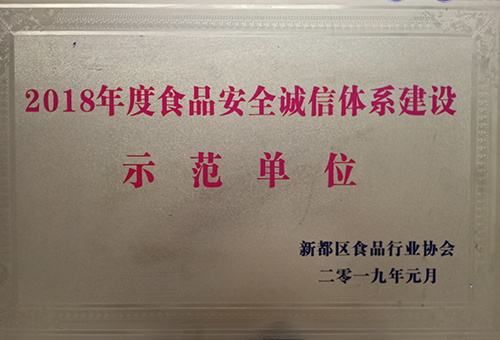 2018年度食品安全诚信体系建设
示范单位
新都区食品行业协会
二零一九年元月